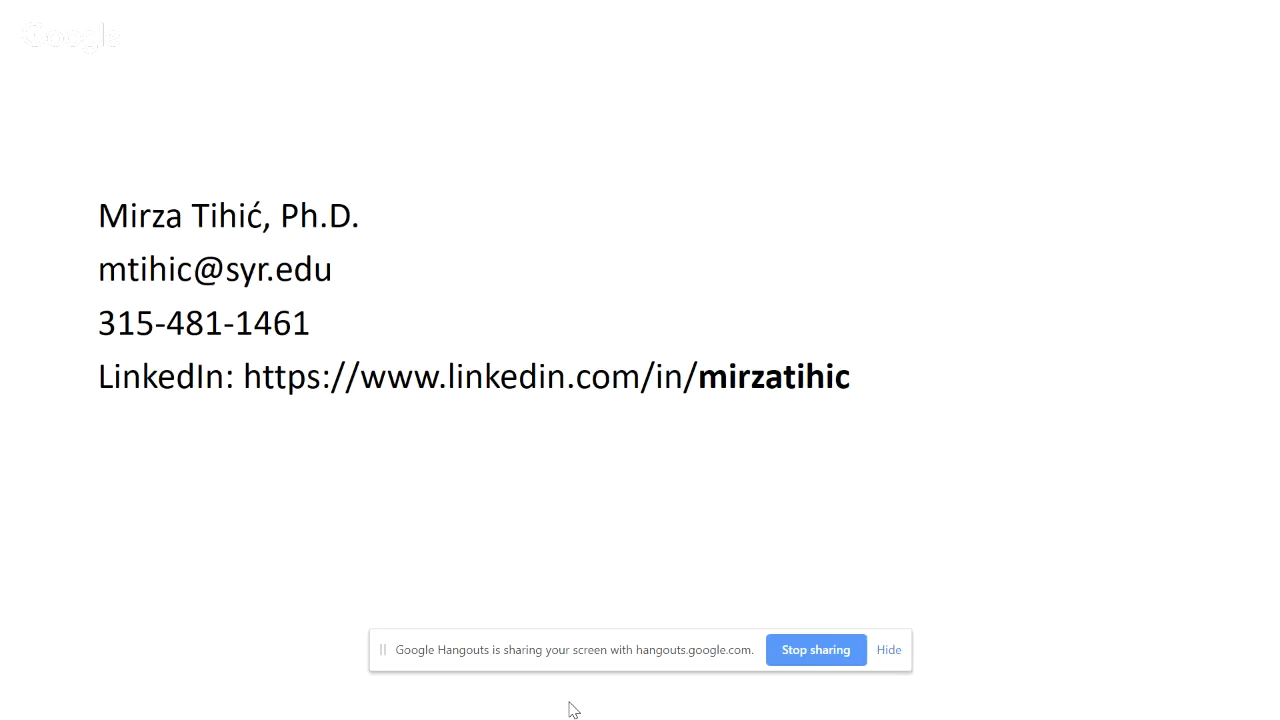 Google
Mirza Tihić, Ph.D.
mtihic@syr.edu
315-481-1461
LinkedIn: https://www.linkedin.com/in/mirzatihic
Google Hangouts is sharing your screen with hangouts.google.com. Stop sharing Hide